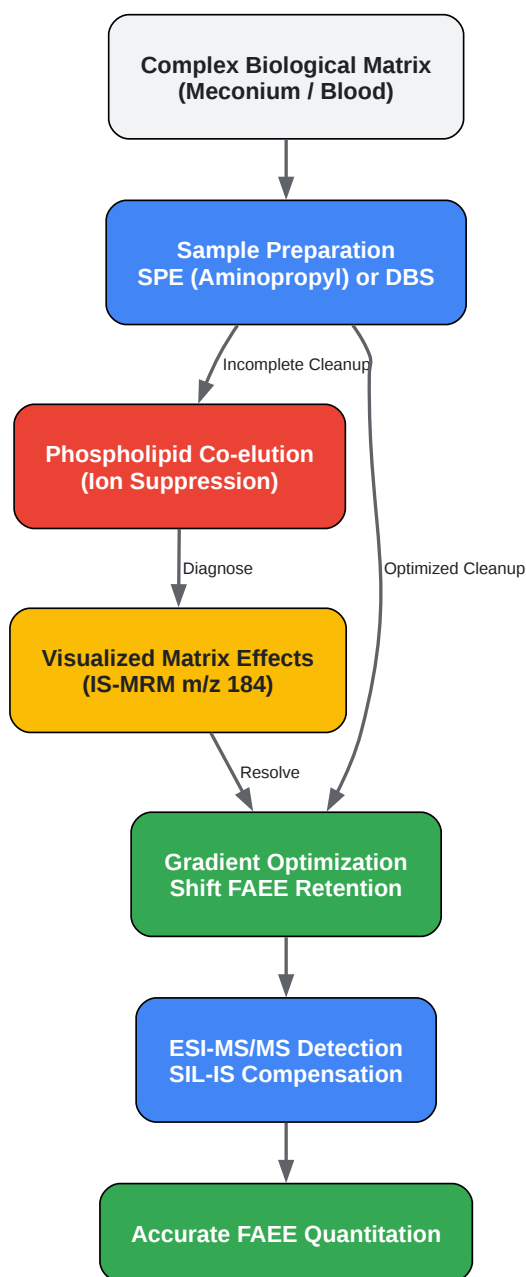 Complex Biological Matrix
(Meconium / Blood)
Sample Preparation
SPE (Aminopropyl) or DBS
Incomplete Cleanup
Phospholipid Co-elution
(Ion Suppression)
Diagnose
Optimized Cleanup
Visualized Matrix Effects
(IS-MRM m/z 184)
Resolve
Gradient Optimization
Shift FAEE Retention
ESI-MS/MS Detection
SIL-IS Compensation
Accurate FAEE Quantitation